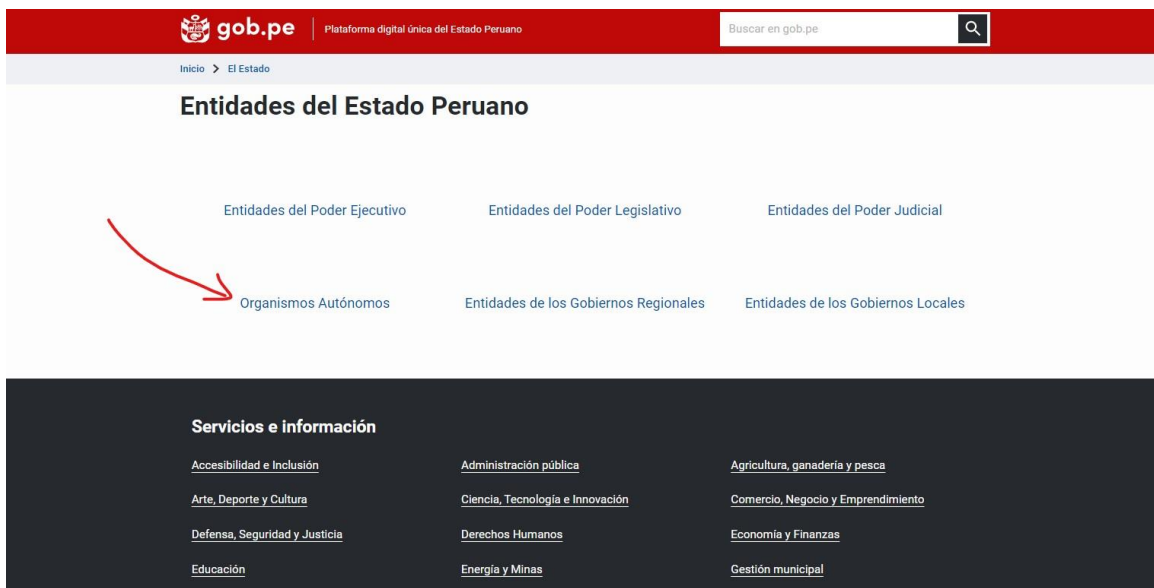 gob.pe
Plataforma digital única del Estado Peruano
Buscar en gob.pe
Inicio > El Estado
Entidades del Estado Peruano
Entidades del Poder Ejecutivo
Entidades del Poder Legislativo
Entidades del Poder Judicial
Organismos Autónomos
Entidades de los Gobiernos Regionales
Entidades de los Gobiernos Locales
Servicios e información
Accesibilidad e Inclusión
Administración pública
Agricultura, ganadería y pesca
Arte, Deporte y Cultura
Ciencia, Tecnología e Innovación
Comercio, Negocio y Emprendimiento
Defensa, Seguridad y Justicia
Derechos Humanos
Economía y Finanzas
Educación
Energía y Minas
Gestión municipal